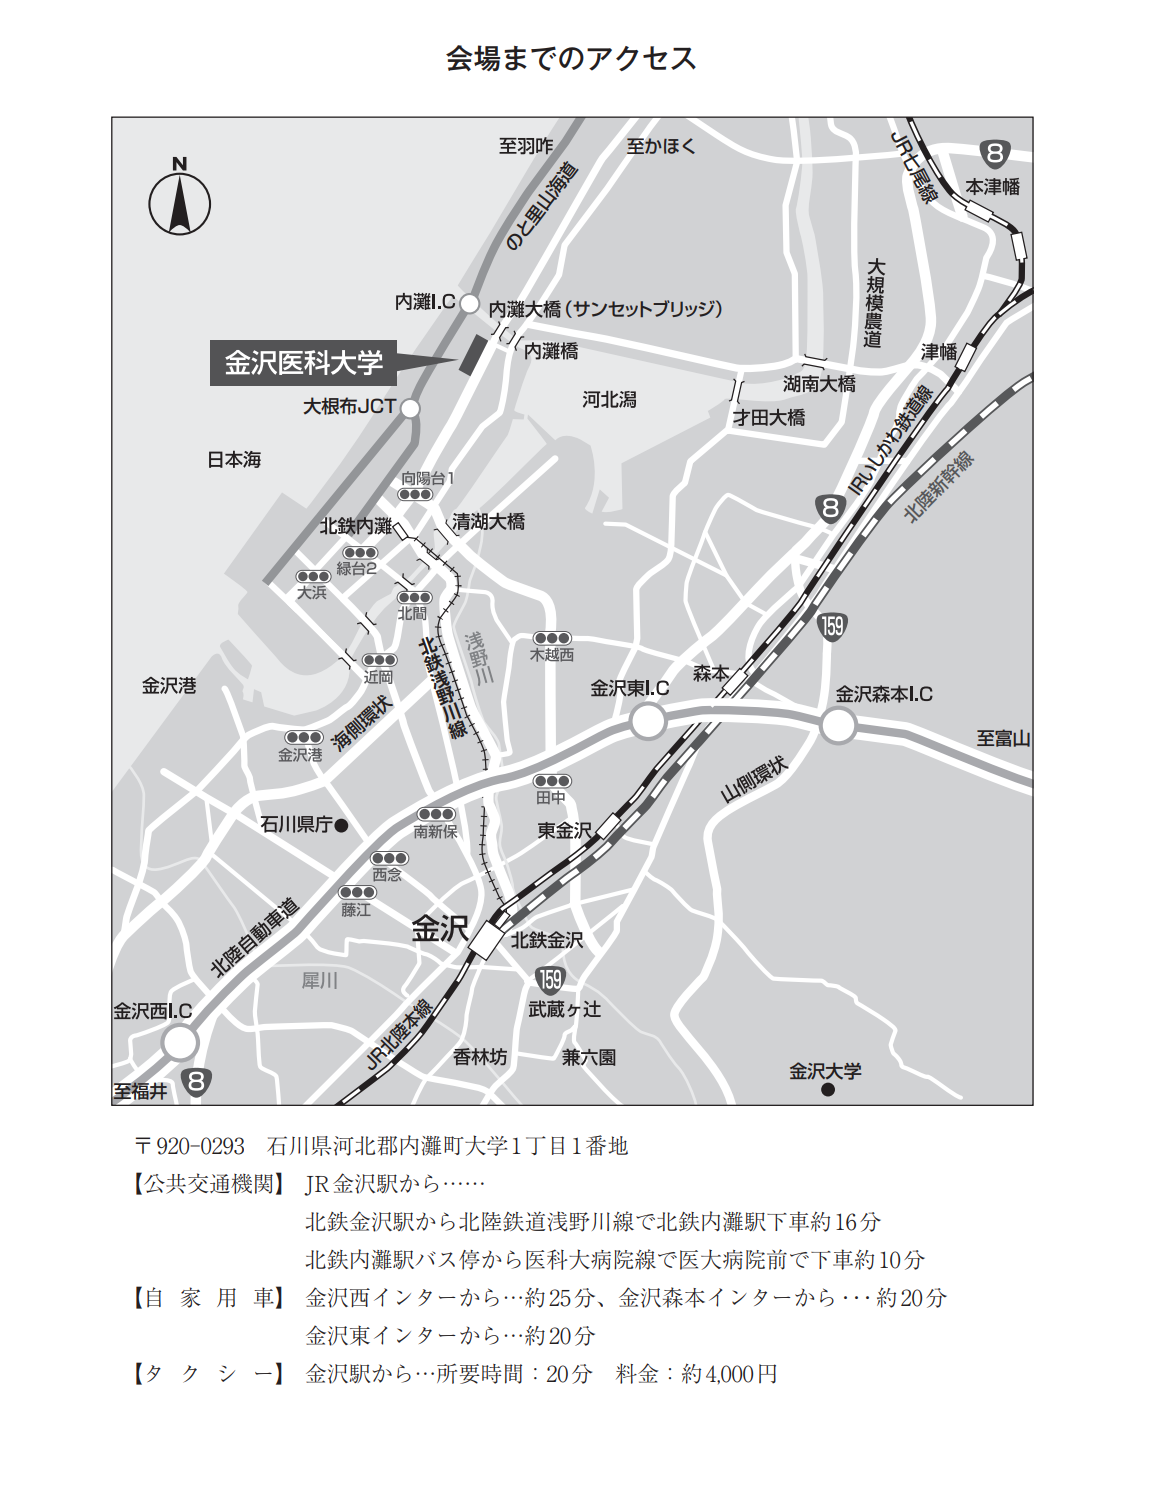 会場までのアクセス
N
至羽咋
至かほく
のと里山海道
JR七尾線
8
本津幡
大規模農道
内灘I.C
内灘大橋（サンセットブリッジ）
内灘橋
金沢医科大学
津幡
湖南大橋
河北潟
才田大橋
大根布JCT
IRいしかわ鉄道線
日本海
北陸新幹線
向陽台1
8
北鉄内灘
清湖大橋
緑台2
大浜
北間
159
浅野川
木越西
北鉄浅野川線
近岡
森本
金沢港
金沢東I.C
金沢森本I.C
海側環状
至富山
金沢港
山側環状
田中
石川県庁
南新保
東金沢
西念
藤江
金沢
北鉄金沢
北陸自動車道
犀川
159
武蔵ヶ辻
金沢西I.C
JR北陸本線
香林坊
兼六園
金沢大学
8
至福井
〒920-0293　石川県河北郡内灘町大学1丁目1番地
【公共交通機関】 JR金沢駅から……
北鉄金沢駅から北陸鉄道浅野川線で北鉄内灘駅下車約16分
北鉄内灘駅バス停から医科大病院線で医大病院前で下車約10分
【自家用車】 金沢西インターから…約25分、金沢森本インターから・・・約20分
金沢東インターから…約20分
【タクシー】 金沢駅から…所要時間：20分　料金：約4,000円